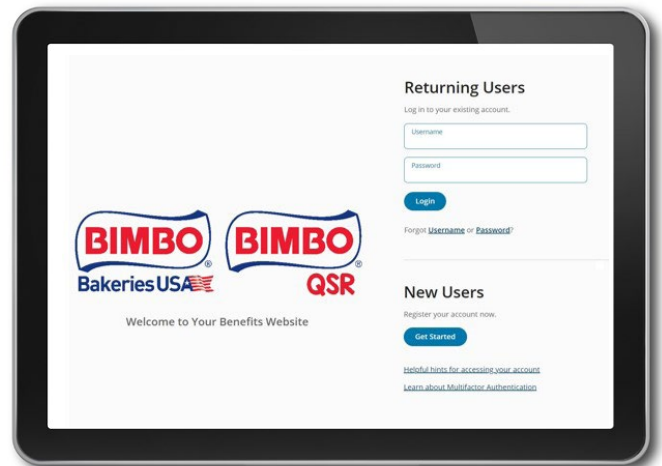 BIMBO
Bakeries USA
BIMBO
QSR
Welcome to Your Benefits Website
Returning Users
Log in to your existing account.
Username
Password
Login
Forgot Username or Password?
New Users
Register your account now.
Get Started
Helpful hints for accessing your account
Learn about Multifactor Authentication